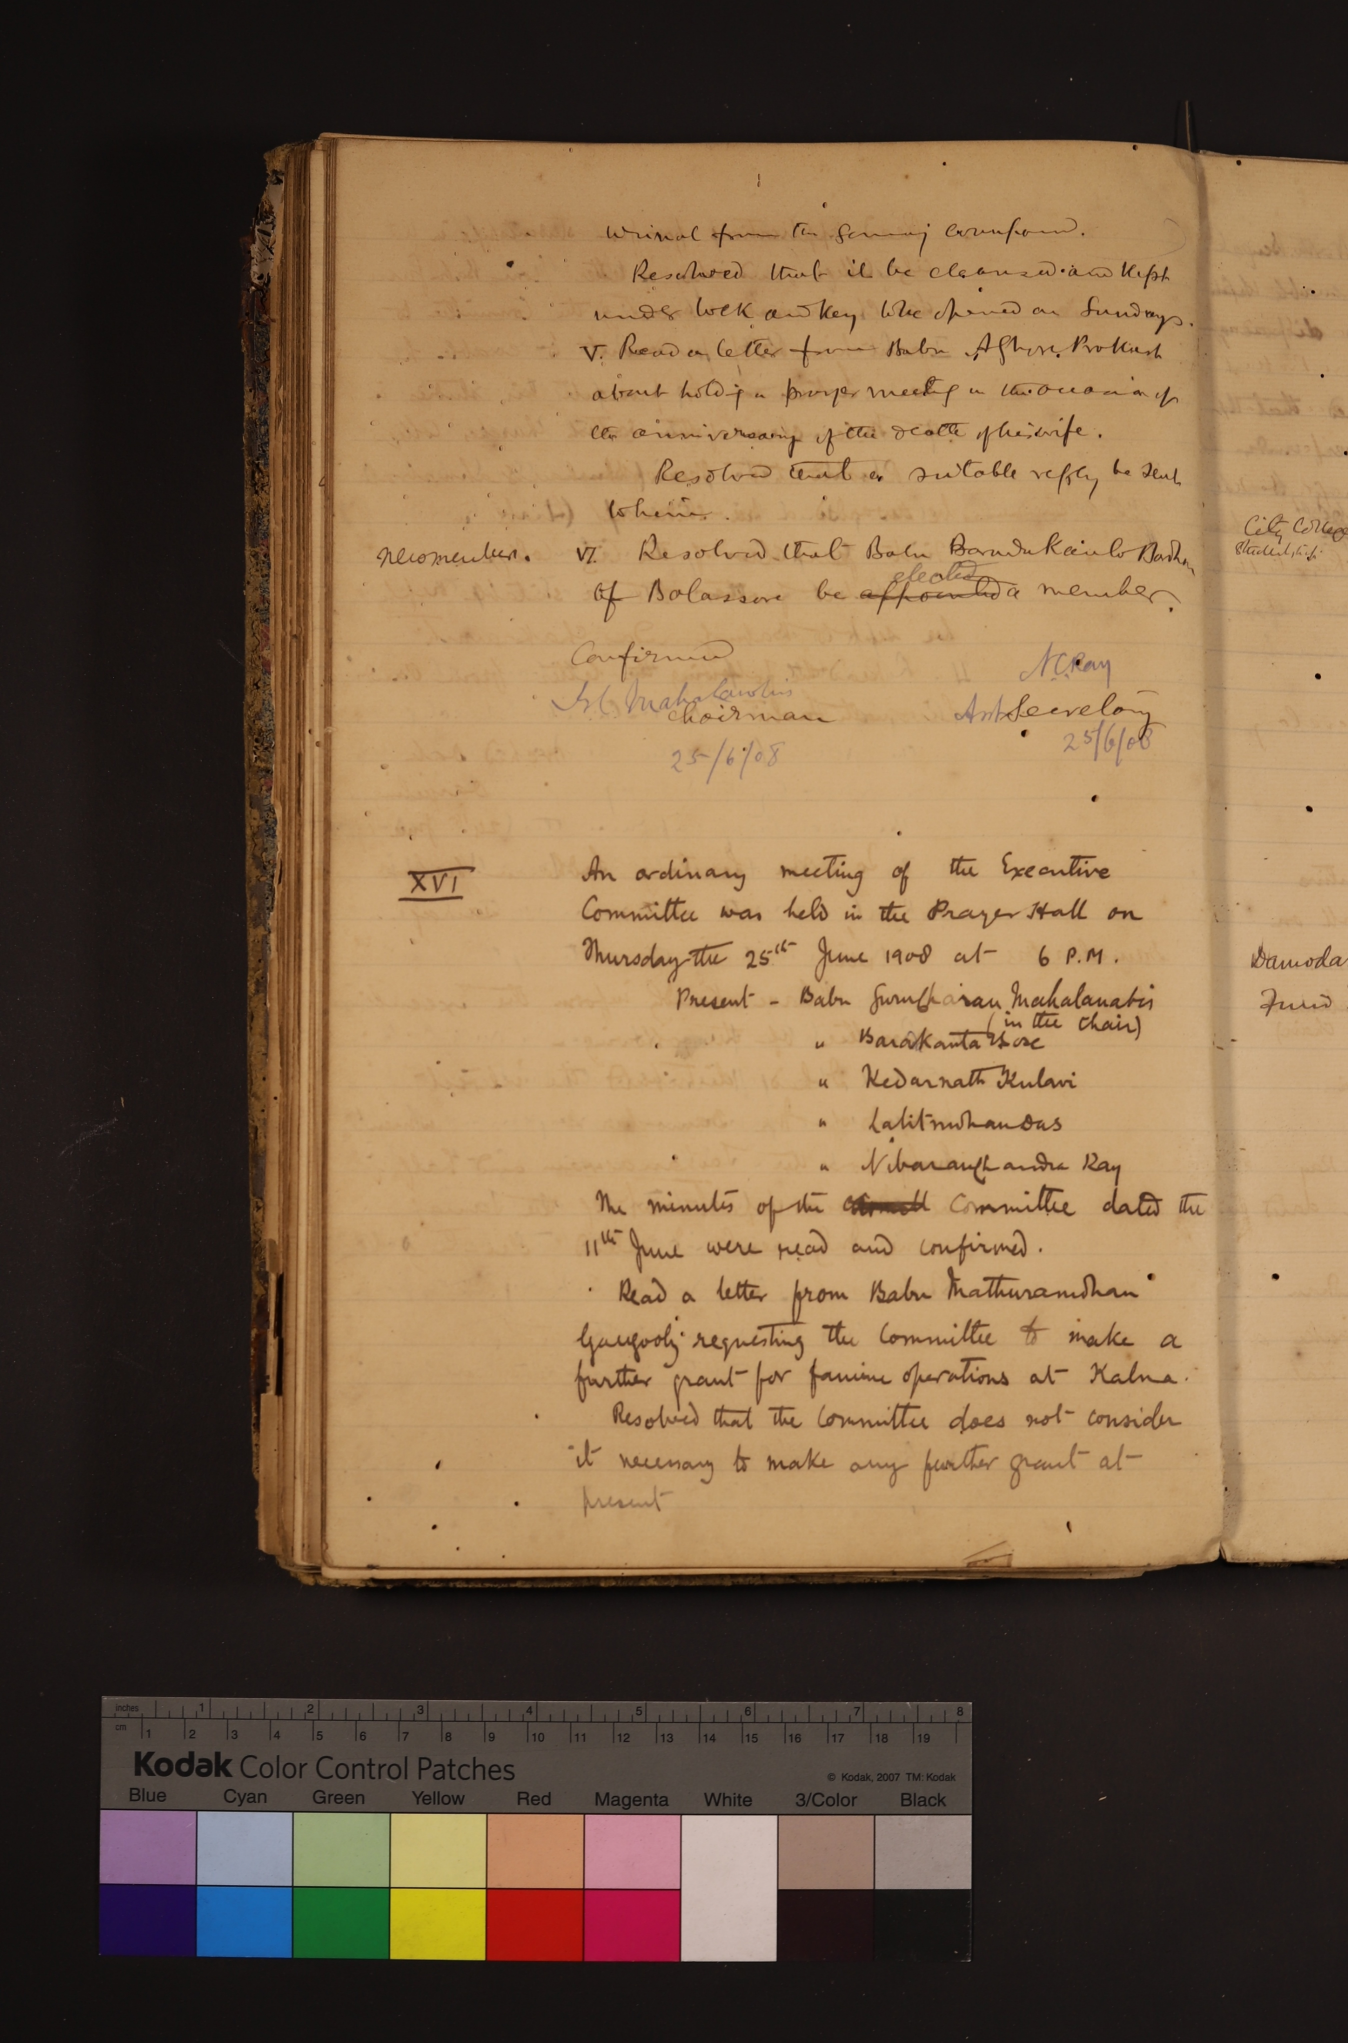 urinal from the Samaj compound.
Resolved that it be cleansed and kept
under lock and key to be opened on Sundays.
V. Read a letter from Babu Aghore Prokash
about holding a prayer meeting on the occasion of
the anniversary of the death of his wife.
Resolved that a suitable reply be sent
to him.
New member.
VI. Resolved that Babu Barada Kanto Bardhan
elected
of Balassore be appointed a member.
Confirmed
N.C. Ray
G. C. Mahalanobis
Chairman
Asst Secretary
25/6/08
25/6/08
XVI
An ordinary meeting of the Executive
Committee was held in the Prayer Hall on
Thursday the 25th June 1908 at 6 P.M.
Present - Babu Gurucharan Mahalanabis
(in the chair)
" Baradakanta Bose
" Kedarnath Kulavi
" Lalitmohan Das
" Nibaranchandra Ray
The minutes of the Committee dated the
11th June were read and confirmed.
Read a letter from Babu Mathuramohan
Gangooly requesting the Committee to make a
further grant for famine operations at Kalna.
Resolved that the Committee does not consider
it necessary to make any further grant at
present
City College
Studentship
Damoda
Fund
inches 1 2 3 4 5 6 7 8
cm 1 2 3 4 5 6 7 8 9 10 11 12 13 14 15 16 17 18 19
Kodak Color Control Patches
© Kodak, 2007 TM: Kodak
Blue Cyan Green Yellow Red Magenta White 3/Color Black